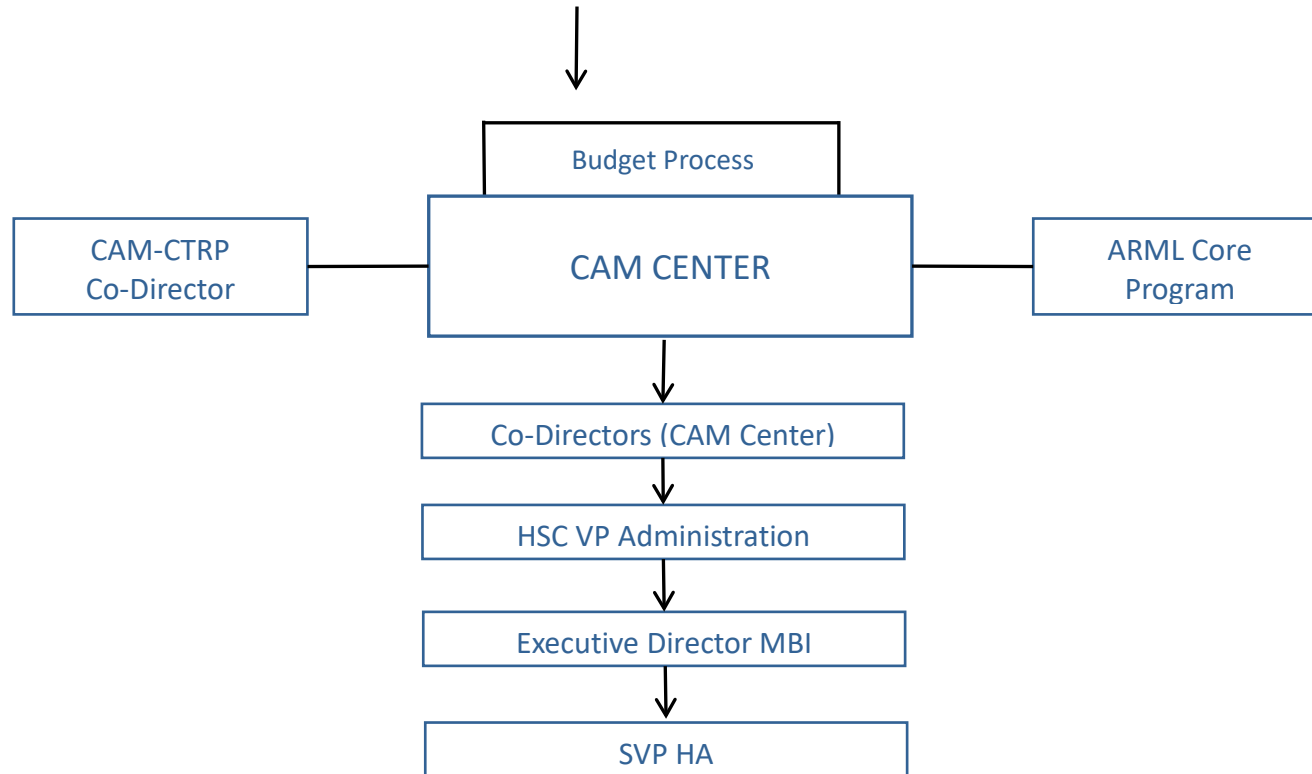 Budget Process
CAM-CTRP
Co-Director
CAM CENTER
ARML Core
Program
Co-Directors (CAM Center)
HSC VP Administration
Executive Director MBI
SVP HA